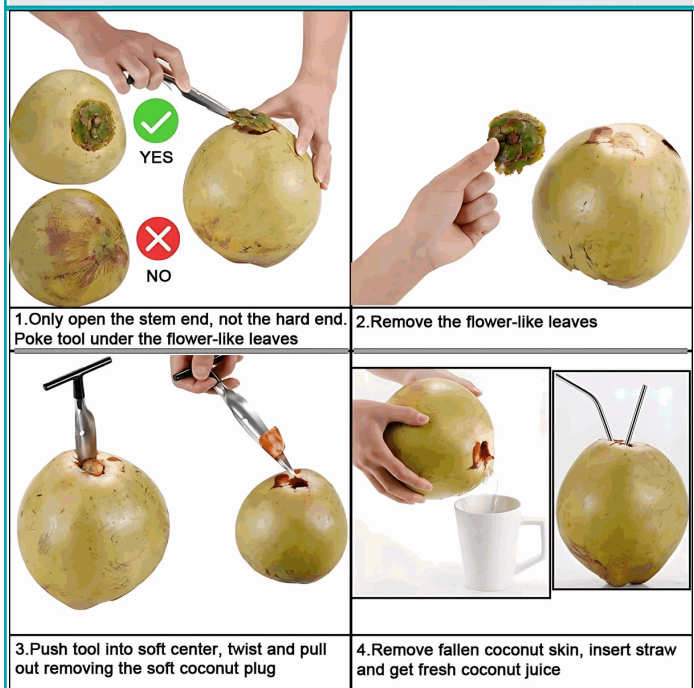 YES
NO
1.Only open the stem end, not the hard end.
Poke tool under the flower-like leaves
2.Remove the flower-like leaves
3.Push tool into soft center, twist and pull
out removing the soft coconut plug
4.Remove fallen coconut skin, insert straw
and get fresh coconut juice